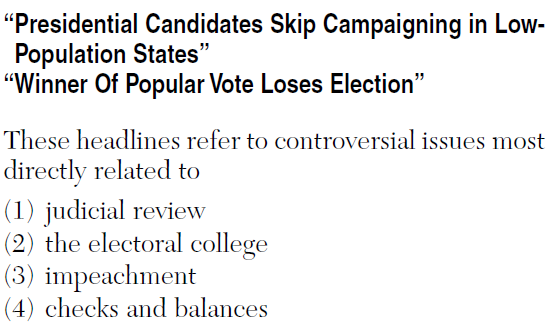 “Presidential Candidates Skip Campaigning in Low-
Population States”
“Winner Of Popular Vote Loses Election”
These headlines refer to controversial issues most
directly related to
(1) judicial review
(2) the electoral college
(3) impeachment
(4) checks and balances